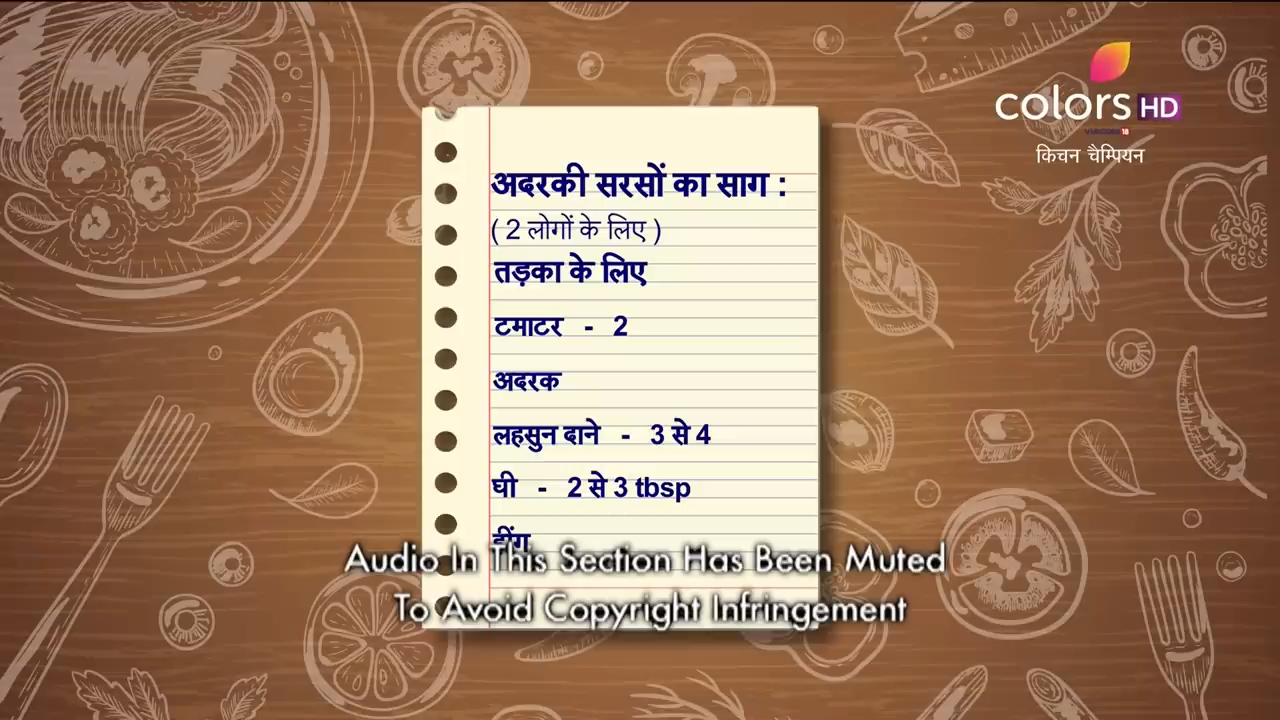 colors HD
VIACOM18
किचन चैम्पियन
अदरकी सरसों का साग :
( 2 लोगों के लिए )
तड़का के लिए
टमाटर - 2
अदरक
लहसुन दाने - 3 से 4
घी - 2 से 3 tbsp
हींग
Audio In This Section Has Been Muted
To Avoid Copyright Infringement